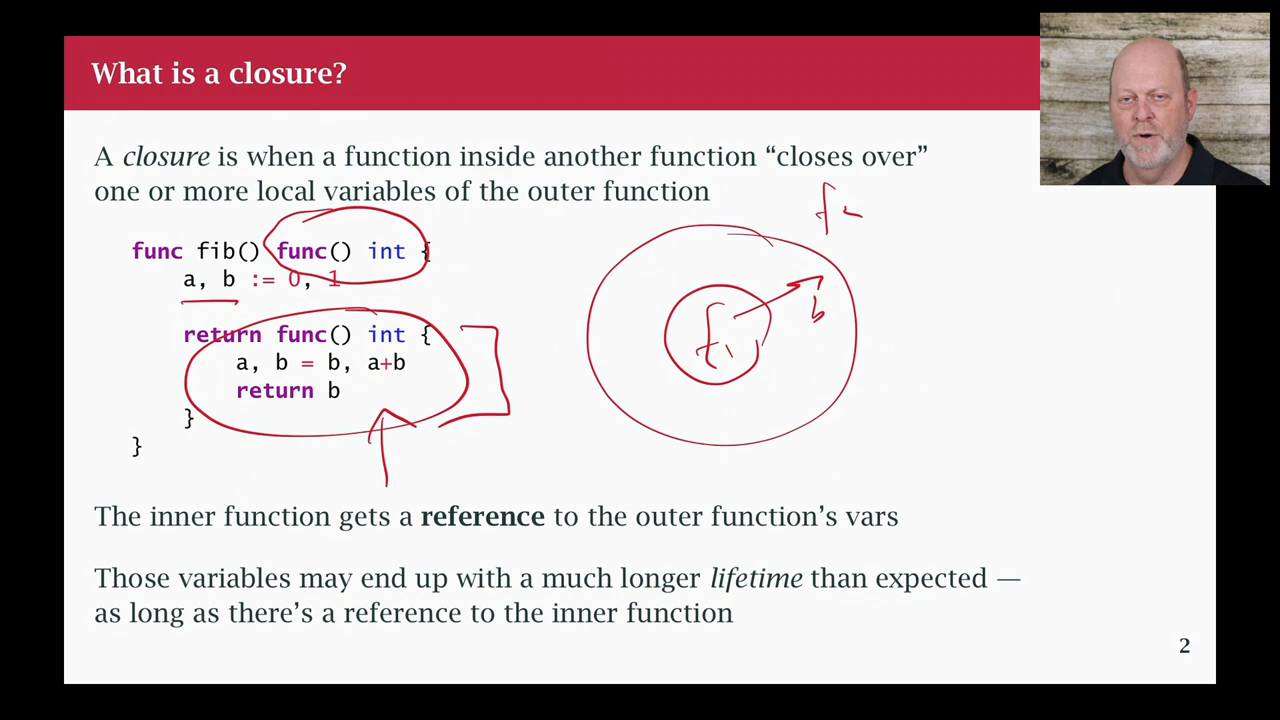 What is a closure?
A closure is when a function inside another function “closes over”
one or more local variables of the outer function
func fib() func() int {
a, b := 0, 1
return func() int {
a, b = b, a+b
return b
}
}
b
The inner function gets a reference to the outer function’s vars
Those variables may end up with a much longer lifetime than expected —
as long as there’s a reference to the inner function
2